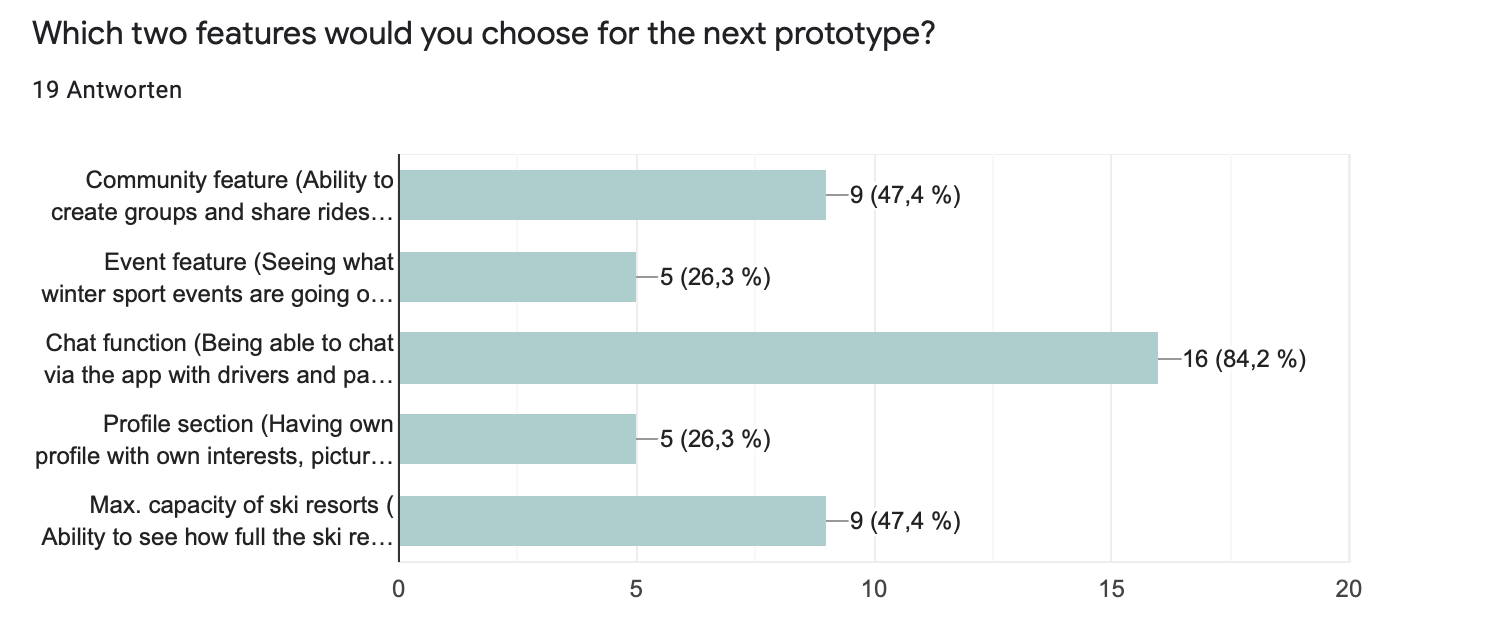 Which two features would you choose for the next prototype?
19 Antworten
Community feature (Ability to
create groups and share rides…
9 (47,4 %)
Event feature (Seeing what
winter sport events are going o…
5 (26,3 %)
Chat function (Being able to chat
via the app with drivers and pa…
16 (84,2 %)
Profile section (Having own
profile with own interests, pictur…
5 (26,3 %)
Max. capacity of ski resorts (
Ability to see how full the ski re…
9 (47,4 %)
0 5 10 15 20